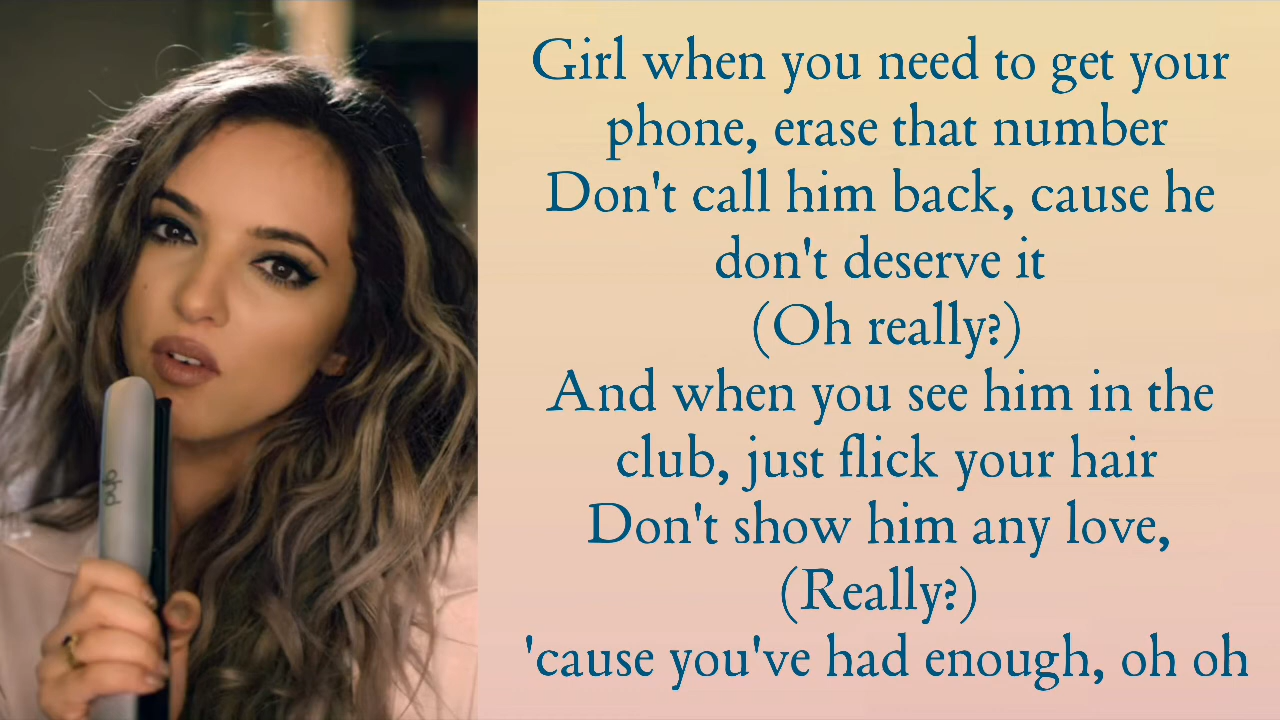 Girl when you need to get your
phone, erase that number
Don't call him back, cause he
don't deserve it
(Oh really?)
And when you see him in the
club, just flick your hair
Don't show him any love,
(Really?)
'cause you've had enough, oh oh
ghd